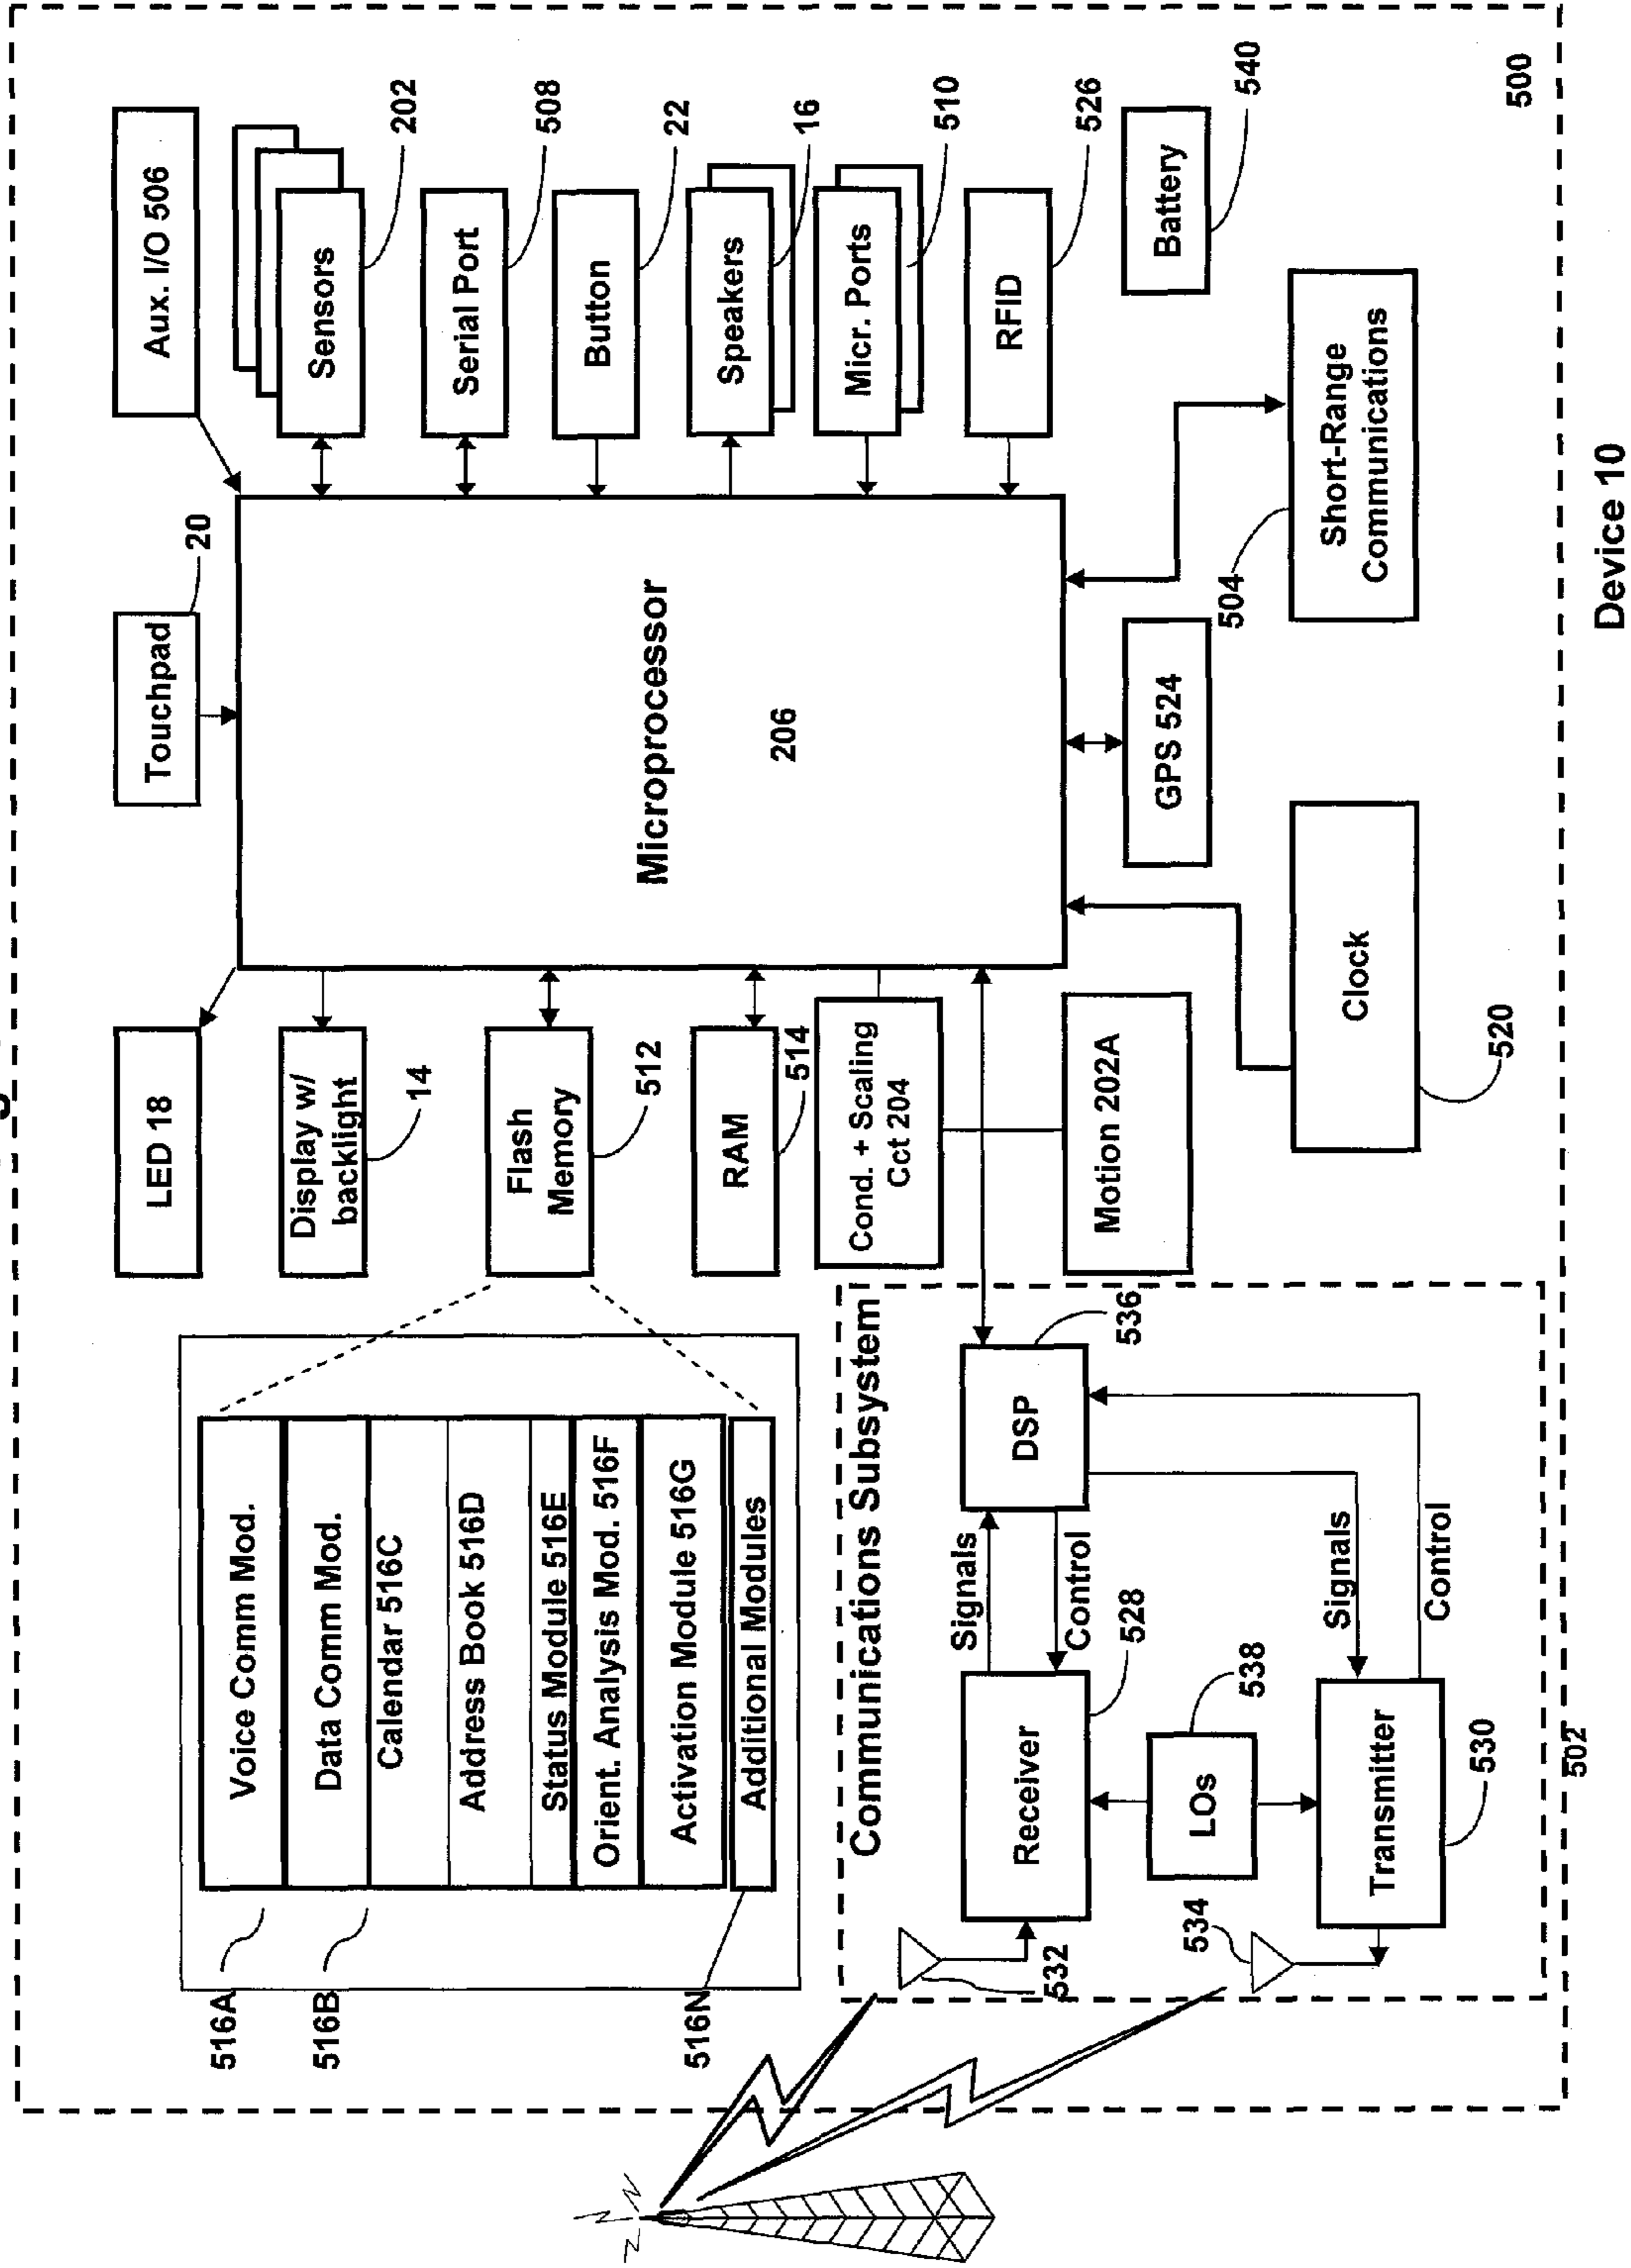 500
Device 10
Aux. I/O 506
Sensors
202
Serial Port
508
Button
22
Speakers
16
Micr. Ports
510
RFID
526
Battery
540
Touchpad
20
Microprocessor
206
GPS 524
Short-Range
Communications
504
Clock
520
LED 18
Display w/
backlight
14
Flash
Memory
512
RAM
514
Cond. + Scaling
Cct 204
Motion 202A
Voice Comm Mod.
Data Comm Mod.
Calendar 516C
Address Book 516D
Status Module 516E
Orient. Analysis Mod. 516F
Activation Module 516G
Additional Modules
516A
516B
516N
Communications Subsystem
DSP
536
Signals
Control
Receiver
528
LOs
538
Signals
Control
Transmitter
530
532
534
502